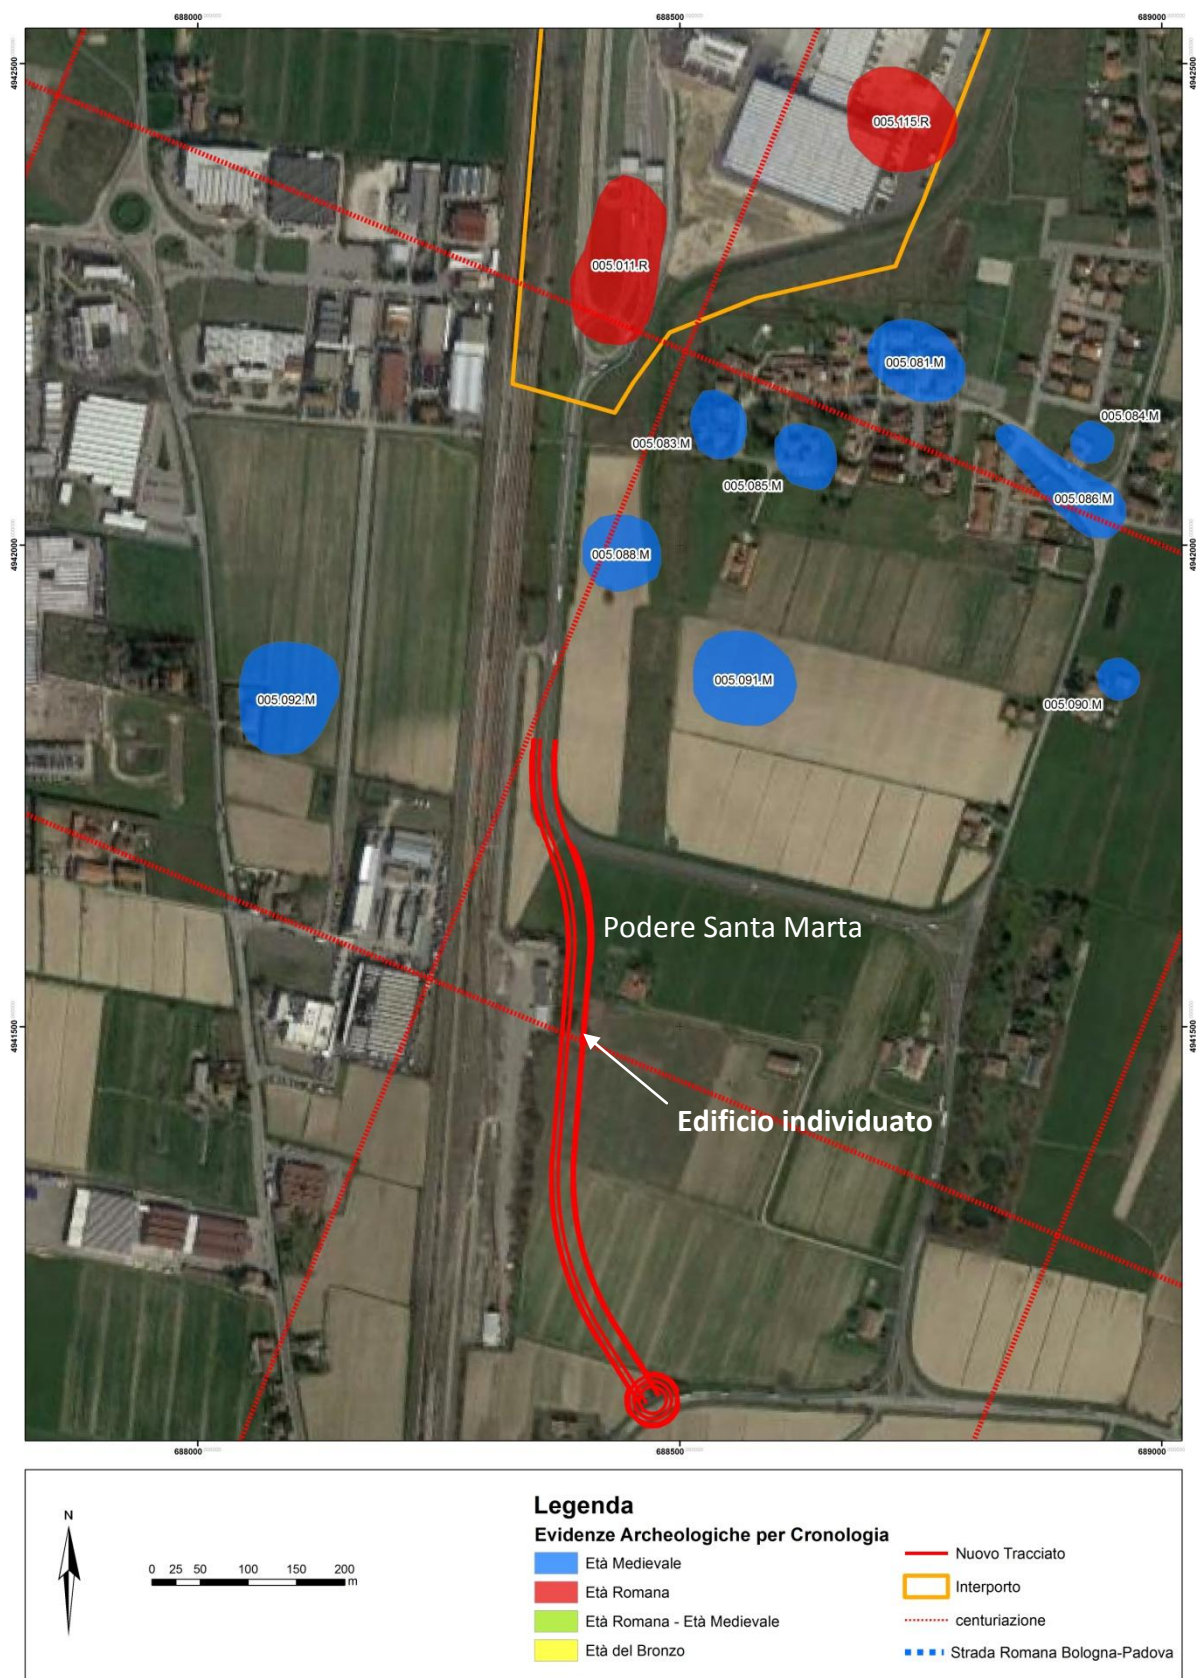 688000
688500
689000
4942500
4942500
005.115.R
005.011.R
005.081.M
005.084.M
005.083.M
005.085.M
005.086.M
4942000
005.088.M
4942000
005.091.M
005.092.M
005.090.M
Podere Santa Marta
4941500
4941500
Edificio individuato
688000
688500
689000
Legenda
Evidenze Archeologiche per Cronologia
Età Medievale
Età Romana
Età Romana - Età Medievale
Età del Bronzo
Nuovo Tracciato
Interporto
centuriazione
Strada Romana Bologna-Padova
N
0 25 50 100 150 200
m